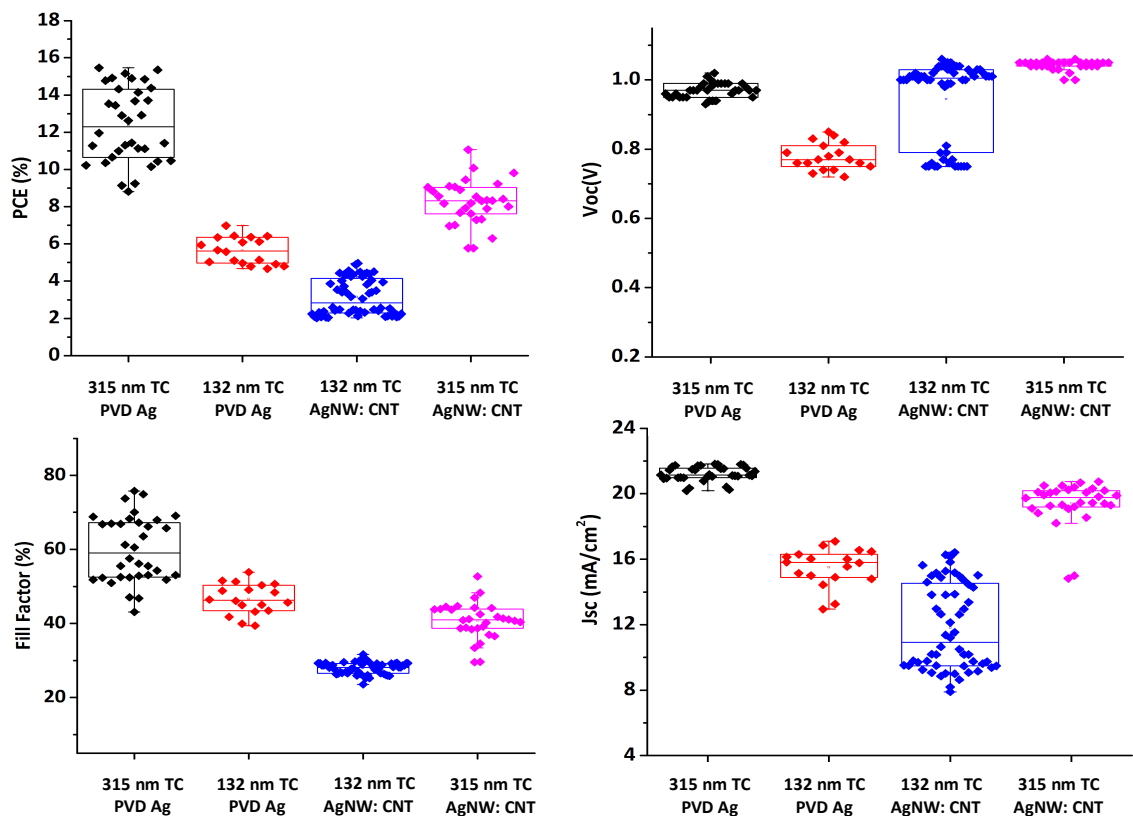 PCE (%)
18
16
14
12
10
8
6
4
2
0
315 nm TC
PVD Ag
132 nm TC
PVD Ag
132 nm TC
AgNW: CNT
315 nm TC
AgNW: CNT
Voc(V)
1.0
0.8
0.6
0.4
0.2
315 nm TC
PVD Ag
132 nm TC
PVD Ag
132 nm TC
AgNW: CNT
315 nm TC
AgNW: CNT
Fill Factor (%)
80
60
40
20
315 nm TC
PVD Ag
132 nm TC
PVD Ag
132 nm TC
AgNW: CNT
315 nm TC
AgNW: CNT
Jsc (mA/cm²)
24
20
16
12
8
4
315 nm TC
PVD Ag
132 nm TC
PVD Ag
132 nm TC
AgNW: CNT
315 nm TC
AgNW: CNT